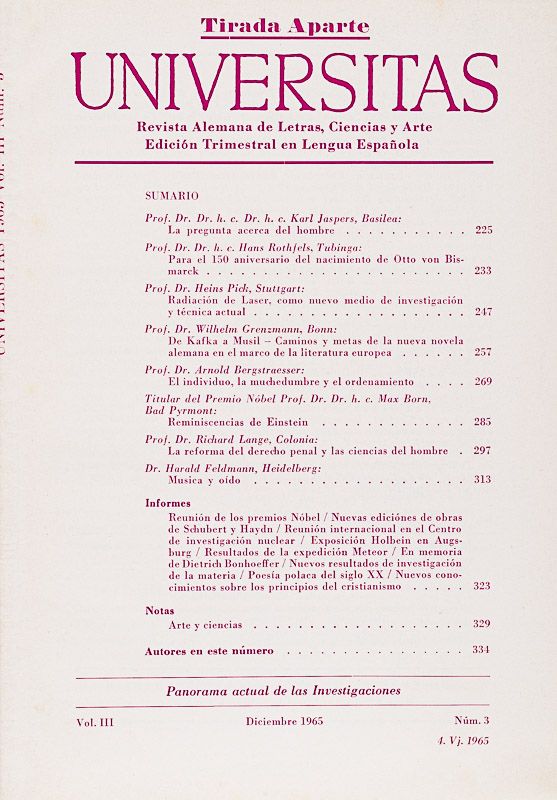 Tirada Aparte
UNIVERSITAS
Revista Alemana de Letras, Ciencias y Arte
Edición Trimestral en Lengua Española
SUMARIO
Prof. Dr. Dr. h. c. Dr. h. c. Karl Jaspers, Basilea:
La pregunta acerca del hombre . . . . . . . . . . . 225
Prof. Dr. Dr. h. c. Hans Rothfels, Tubinga:
Para el 150 aniversario del nacimiento de Otto von Bis-
marck . . . . . . . . . . . . . . . . . . . . . . . 233
Prof. Dr. Heins Pick, Stuttgart:
Radiación de Laser, como nuevo medio de investigación
y técnica actual . . . . . . . . . . . . . . . . . . . 247
Prof. Dr. Wilhelm Grenzmann, Bonn:
De Kafka a Musil – Caminos y metas de la nueva novela
alemana en el marco de la literatura europea . . . . . . 257
Prof. Dr. Arnold Bergstraesser:
El individuo, la muchedumbre y el ordenamiento . . . . 269
Titular del Premio Nóbel Prof. Dr. Dr. h. c. Max Born,
Bad Pyrmont:
Reminiscencias de Einstein . . . . . . . . . . . . . 285
Prof. Dr. Richard Lange, Colonia:
La reforma del derecho penal y las ciencias del hombre . 297
Dr. Harald Feldmann, Heidelberg:
Musica y oído . . . . . . . . . . . . . . . . . . . 313
Informes
Reunión de los premios Nóbel / Nuevas ediciónes de obras
de Schubert y Haydn / Reunión internacional en el Centro
de investigación nuclear / Exposición Holbein en Augs-
burg / Resultados de la expedición Meteor / En memoria
de Dietrich Bonhoeffer / Nuevos resultados de investigación
de la materia / Poesía polaca del siglo XX / Nuevos cono-
cimientos sobre los principios del cristianismo . . . . . 323
Notas
Arte y ciencias . . . . . . . . . . . . . . . . . . . 329
Autores en este número . . . . . . . . . . . . . . . . 334
Panorama actual de las Investigaciones
Vol. III Diciembre 1965 Núm. 3
4. Vj. 1965
UNIVERSITAS 1965 Vol. III Núm. 3